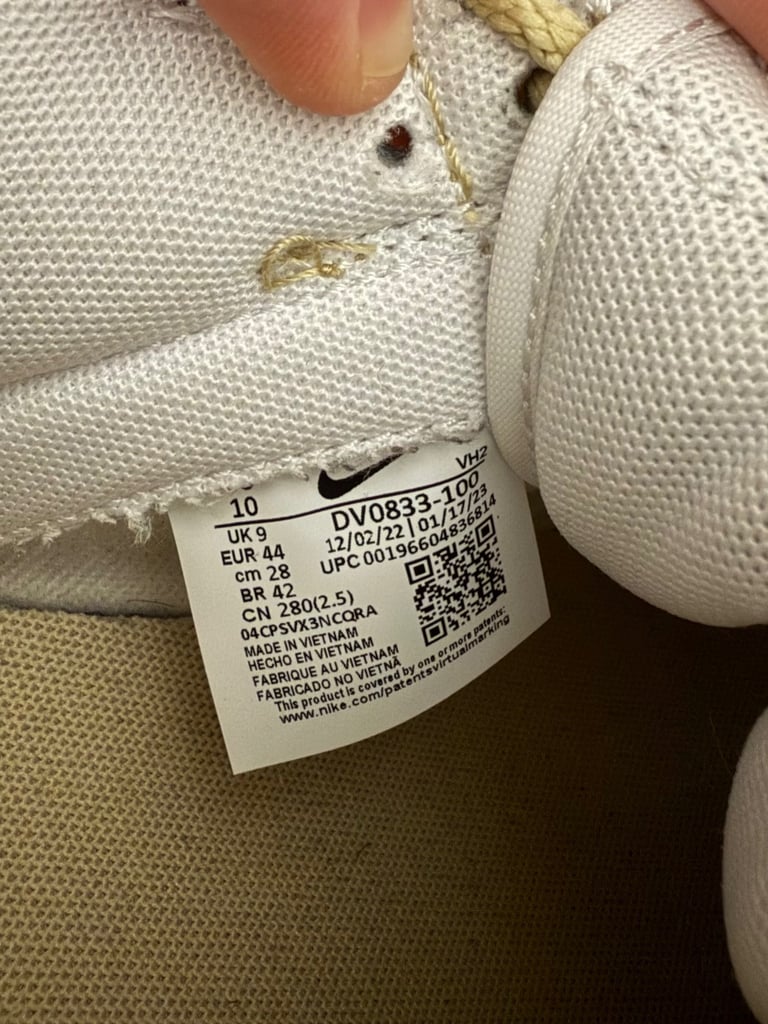 VH2
10
DV0833-100
UK 9
12/02/22 | 01/17/23
EUR 44
UPC 00196604836814
cm 28
BR 42
CN 280(2.5)
04CPSVX3NCQRA
MADE IN VIETNAM
HECHO EN VIETNAM
FABRIQUE AU VIETNAM
FABRICADO NO VIETNÃ
This product is covered by one or more patents:
www.nike.com/patentsvirtualmarking